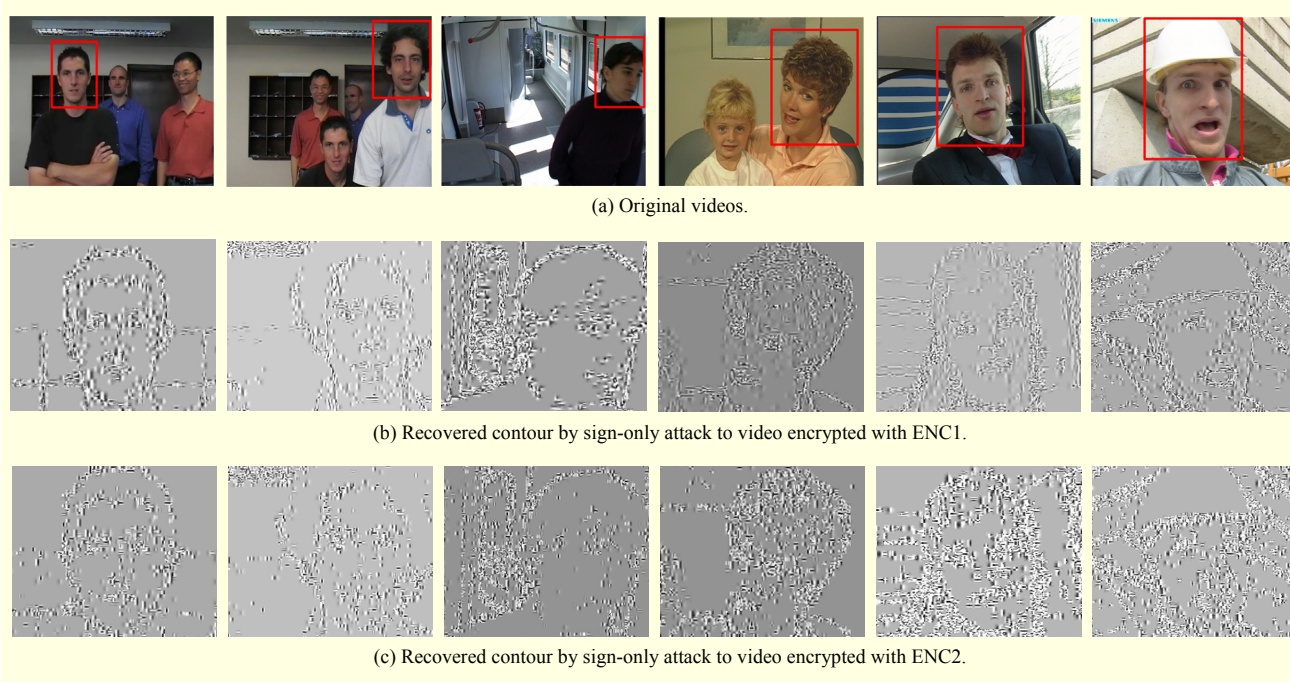 SIEMENS
(a) Original videos.
(b) Recovered contour by sign-only attack to video encrypted with ENC1.
(c) Recovered contour by sign-only attack to video encrypted with ENC2.